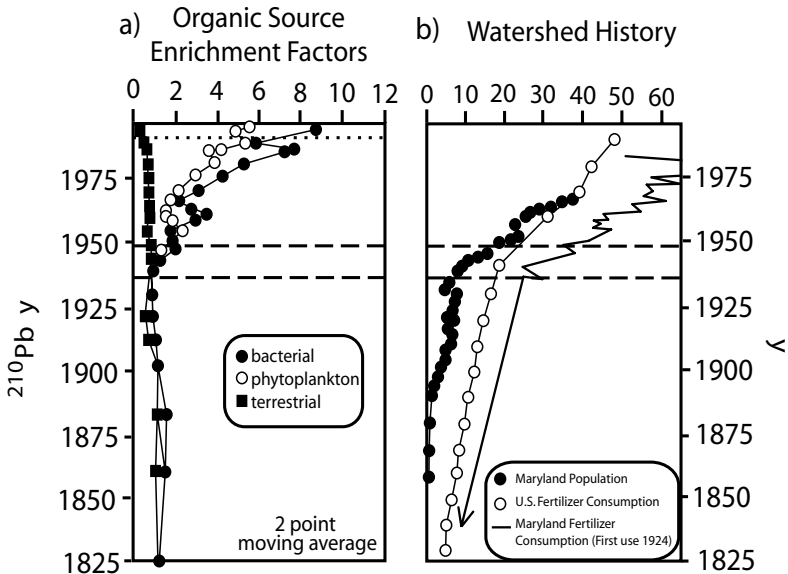 a)
Organic Source
Enrichment Factors
0 2 4 6 8 10 12
1975
1950
1925
1900
1875
1850
1825
210Pb y
bacterial
phytoplankton
terrestrial
2 point
moving average
b)
Watershed History
0 10 20 30 40 50 60
1975
1950
1925
1900
1875
1850
1825
y
Maryland Population
U.S. Fertilizer Consumption
Maryland Fertilizer
Consumption (First use 1924)